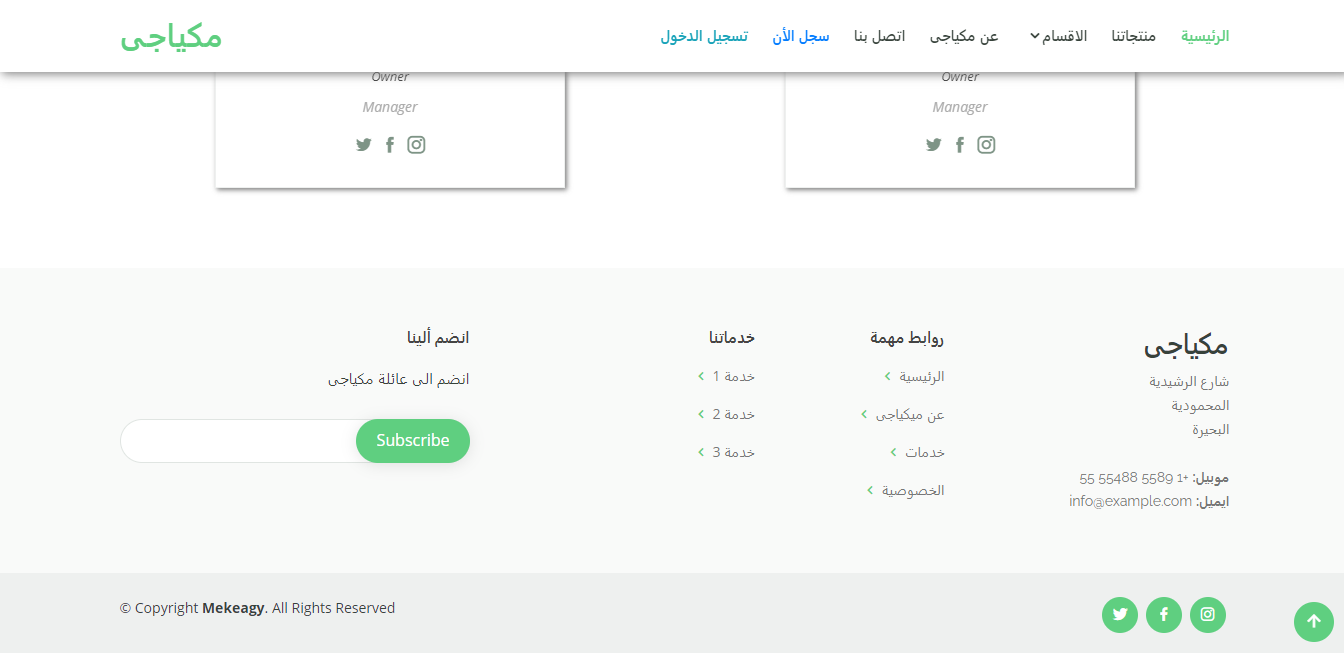 مكياجى
الرئيسية
منتجاتنا
الاقسام
عن مكياجى
اتصل بنا
سجل الأن
تسجيل الدخول
Owner
Manager
Owner
Manager
مكياجى
شارع الرشيدية
المحمودية
البحيرة
موبيل: +1 5589 55488 55
ايميل: info@example.com
روابط مهمة
الرئيسية
عن ميكياجى
خدمات
الخصوصية
خدماتنا
خدمة 1
خدمة 2
خدمة 3
انضم ألينا
انضم الى عائلة مكياجى
Subscribe
© Copyright Mekeagy. All Rights Reserved